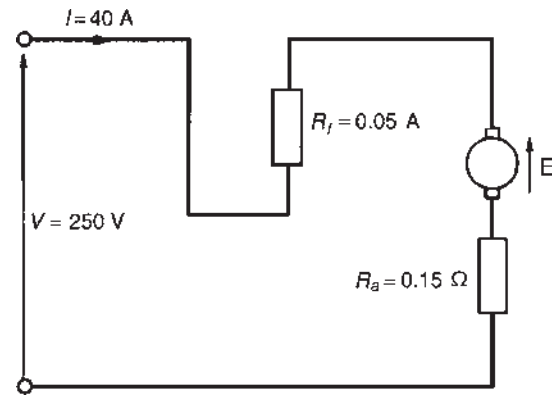 I = 40 A
R_f = 0.05 A
E
V = 250 V
R_a = 0.15 Ω